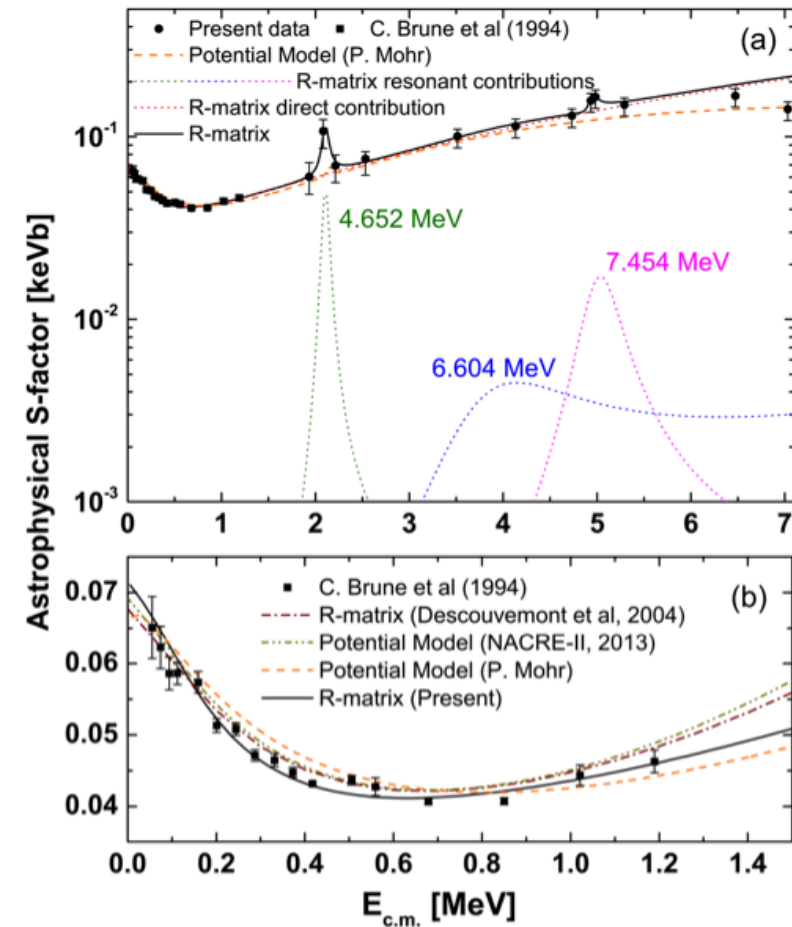 Present data C. Brune et al (1994)
Potential Model (P. Mohr)
R-matrix resonant contributions
R-matrix direct contribution
R-matrix
(a)
4.652 MeV
7.454 MeV
6.604 MeV
10⁻¹
10⁻²
10⁻³
0 1 2 3 4 5 6 7
Astrophysical S-factor [keVb]
(b)
C. Brune et al (1994)
R-matrix (Descouvemont et al, 2004)
Potential Model (NACRE-II, 2013)
Potential Model (P. Mohr)
R-matrix (Present)
0.07
0.06
0.05
0.04
0.0 0.2 0.4 0.6 0.8 1.0 1.2 1.4
E_c.m. [MeV]